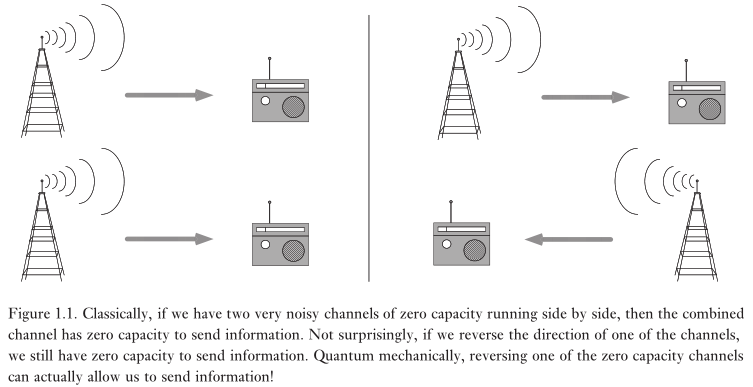 Figure 1.1. Classically, if we have two very noisy channels of zero capacity running side by side, then the combined
channel has zero capacity to send information. Not surprisingly, if we reverse the direction of one of the channels,
we still have zero capacity to send information. Quantum mechanically, reversing one of the zero capacity channels
can actually allow us to send information!